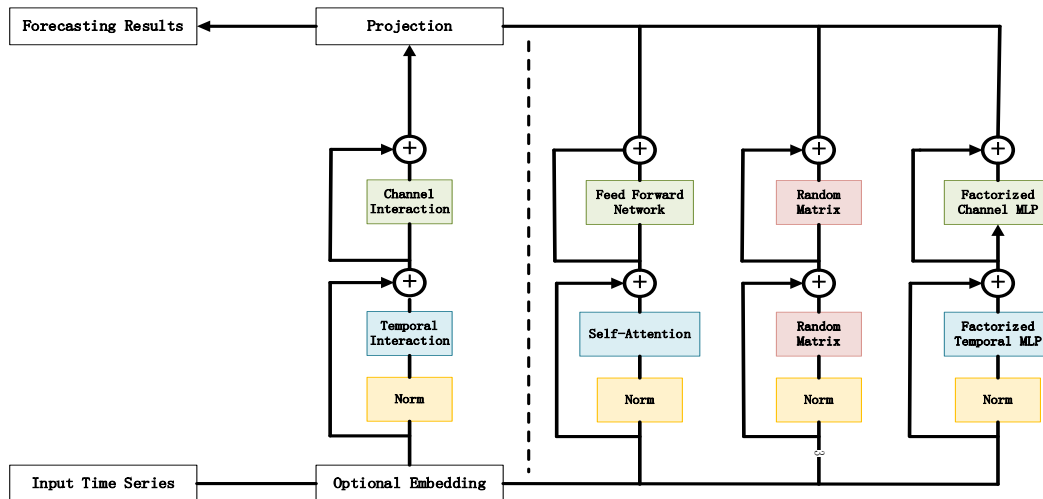 Forecasting Results
Projection
+
+
+
+
Channel
Interaction
Feed Forward
Network
Random
Matrix
Factorized
Channel MLP
+
+
+
+
Temporal
Interaction
Self-Attention
Random
Matrix
Factorized
Temporal MLP
Norm
Norm
Norm
Norm
3
Input Time Series
Optional Embedding